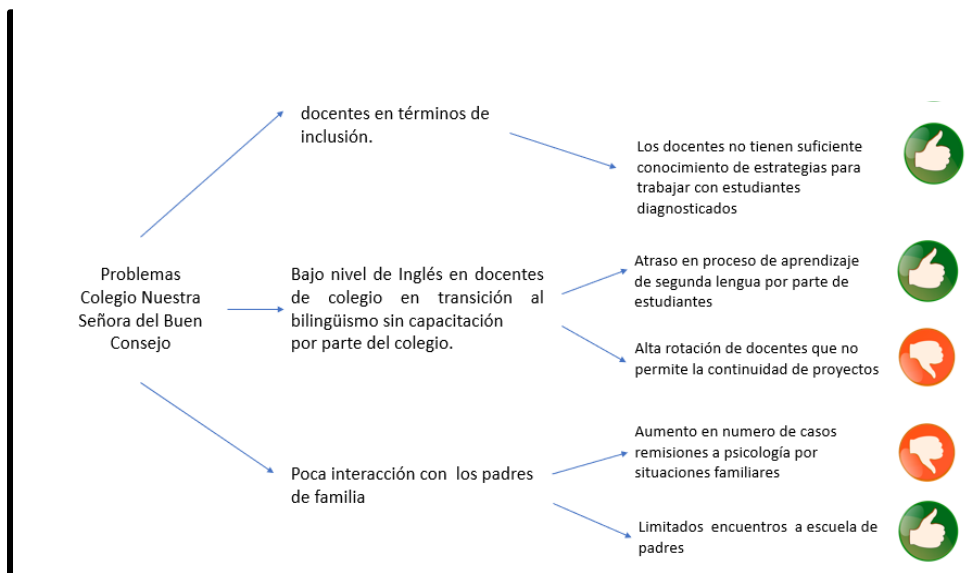 docentes en términos de
inclusión.
Los docentes no tienen suficiente
conocimiento de estrategias para
trabajar con estudiantes
diagnosticados
Problemas
Colegio Nuestra
Señora del Buen
Consejo
Bajo nivel de Inglés en docentes
de colegio en transición al
bilingüismo sin capacitación
por parte del colegio.
Atraso en proceso de aprendizaje
de segunda lengua por parte de
estudiantes
Alta rotación de docentes que no
permite la continuidad de proyectos
Poca interacción con los padres
de familia
Aumento en numero de casos
remisiones a psicología por
situaciones familiares
Limitados encuentros a escuela de
padres